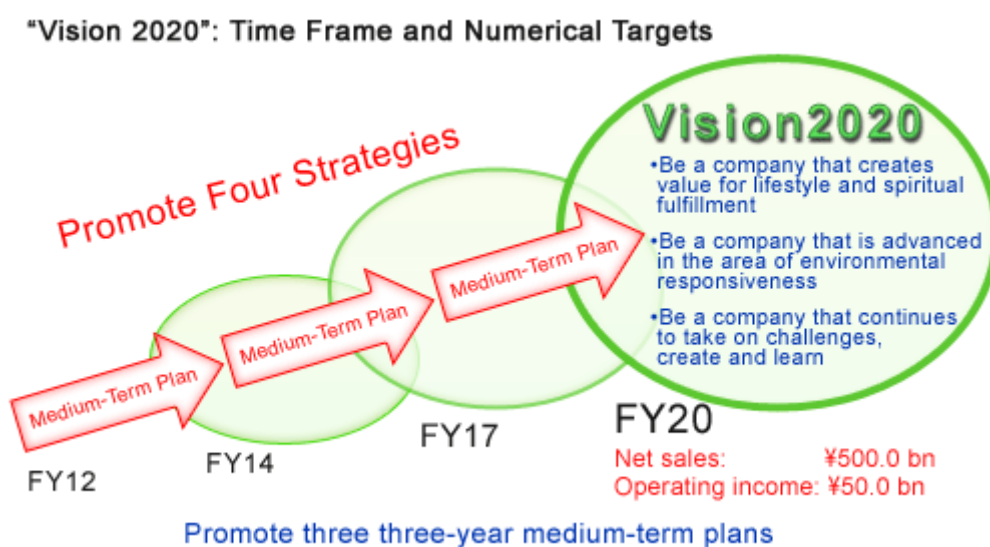 “Vision 2020”: Time Frame and Numerical Targets
Promote Four Strategies
Vision2020
•Be a company that creates
value for lifestyle and spiritual
fulfillment
•Be a company that is advanced
in the area of environmental
responsiveness
•Be a company that continues
to take on challenges,
create and learn
Medium-Term Plan
Medium-Term Plan
Medium-Term Plan
FY12
FY14
FY17
FY20
Net sales: ¥500.0 bn
Operating income: ¥50.0 bn
Promote three three-year medium-term plans